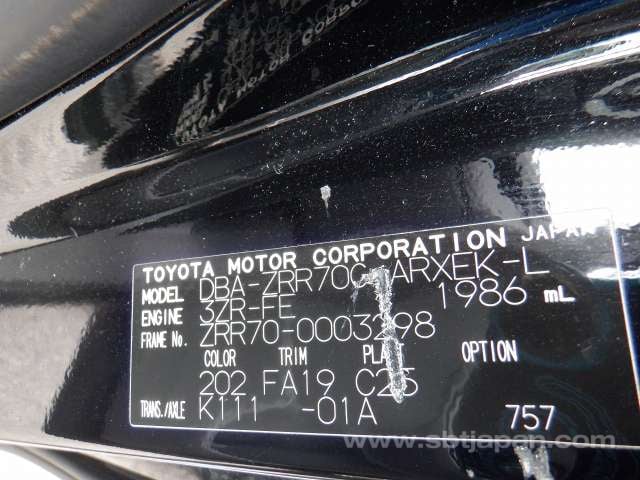 TOYOTA MOTOR CORPORATION JAPAN
MODEL DBA-ZRR70G-ARXEK-L
ENGINE 3ZR-FE 1986 mL
FRAME No. ZRR70-0003298
COLOR TRIM OPTION
202 FA19 C25
TRANS./AXLE K111 -01A 757
www.sbtjapan.com